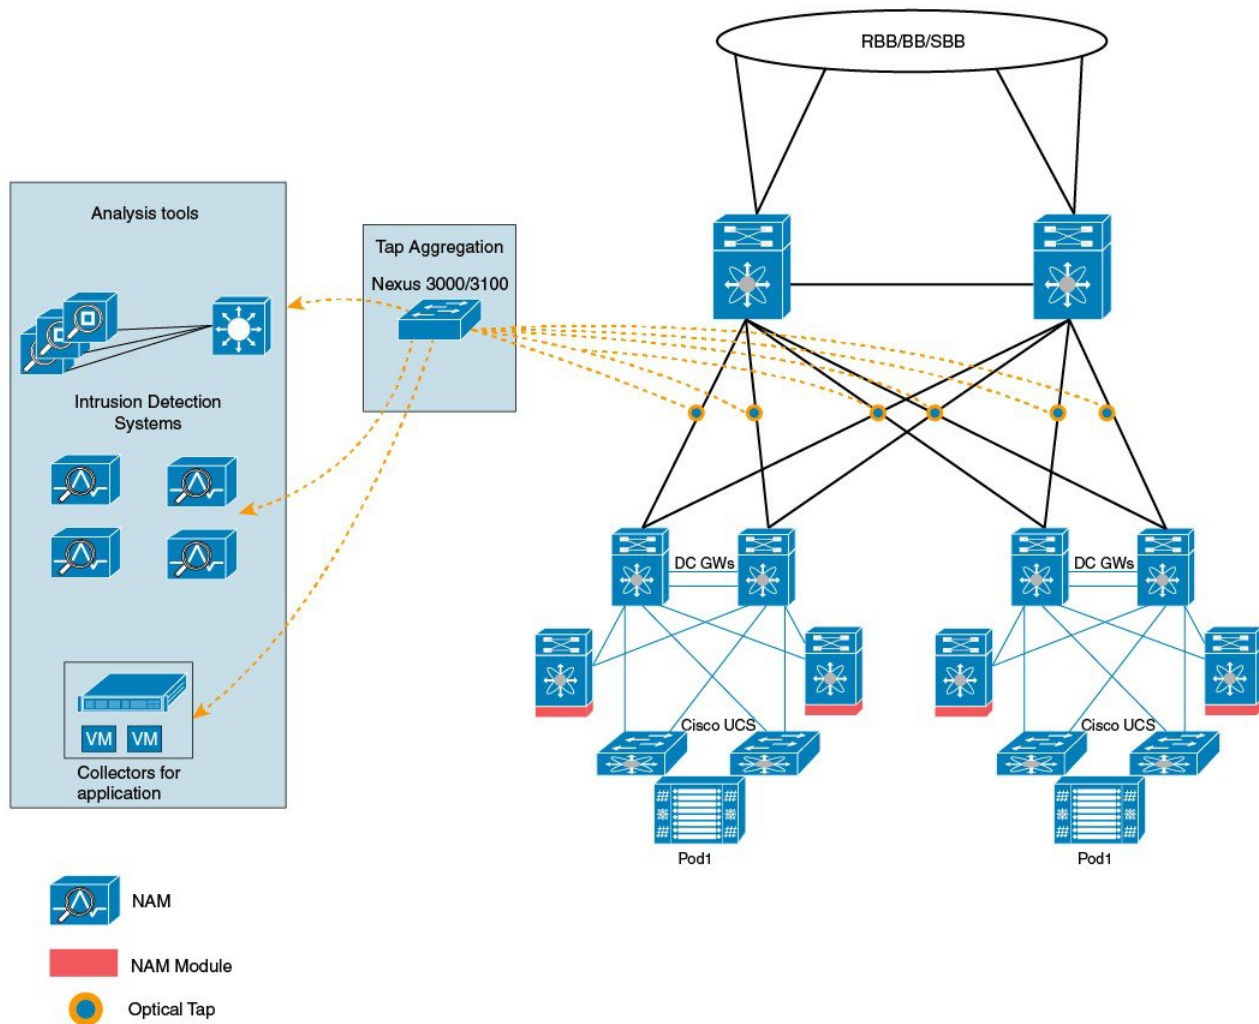 RBB/BB/SBB
Analysis tools
Tap Aggregation
Nexus 3000/3100
Intrusion Detection
Systems
DC GWs
DC GWs
Cisco UCS
Cisco UCS
VM
VM
Collectors for
application
Pod1
Pod1
NAM
NAM Module
Optical Tap